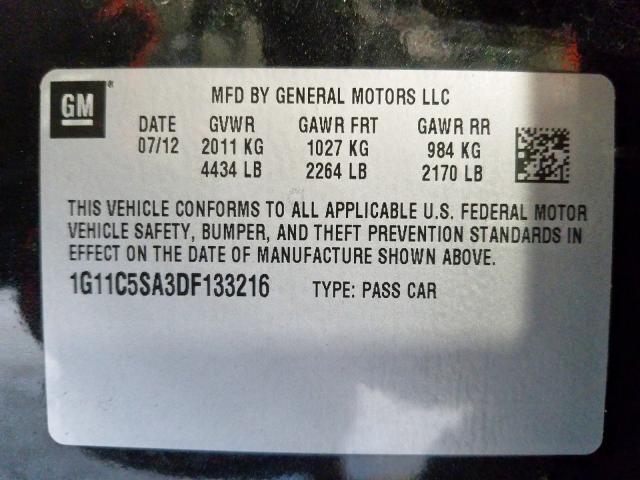 GM ®
MFD BY GENERAL MOTORS LLC
DATE GVWR GAWR FRT GAWR RR
07/12 2011 KG 1027 KG 984 KG
4434 LB 2264 LB 2170 LB
THIS VEHICLE CONFORMS TO ALL APPLICABLE U.S. FEDERAL MOTOR
VEHICLE SAFETY, BUMPER, AND THEFT PREVENTION STANDARDS IN
EFFECT ON THE DATE OF MANUFACTURE SHOWN ABOVE.
1G11C5SA3DF133216 TYPE: PASS CAR